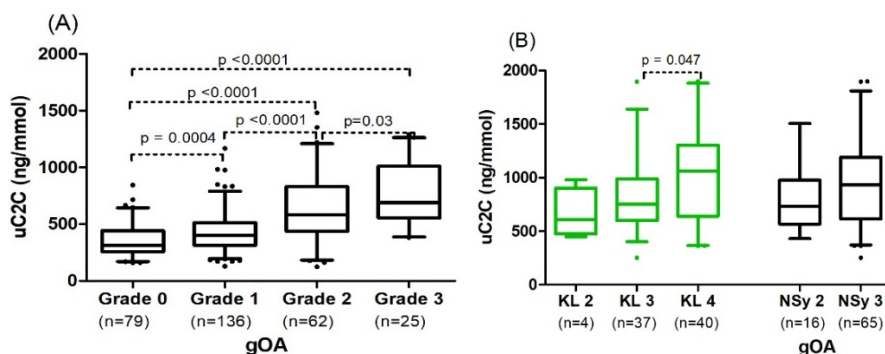 (A)
uC2C (ng/mmol)
2000
1500
1000
500
0
p <0.0001
p <0.0001
p <0.0001
p=0.03
p = 0.0004
Grade 0 Grade 1 Grade 2 Grade 3
(n=79) (n=136) (n=62) (n=25)
gOA
(B)
uC2C (ng/mmol)
2000
1500
1000
500
0
p = 0.047
KL 2 KL 3 KL 4 NSy 2 NSy 3
(n=4) (n=37) (n=40) (n=16) (n=65)
gOA